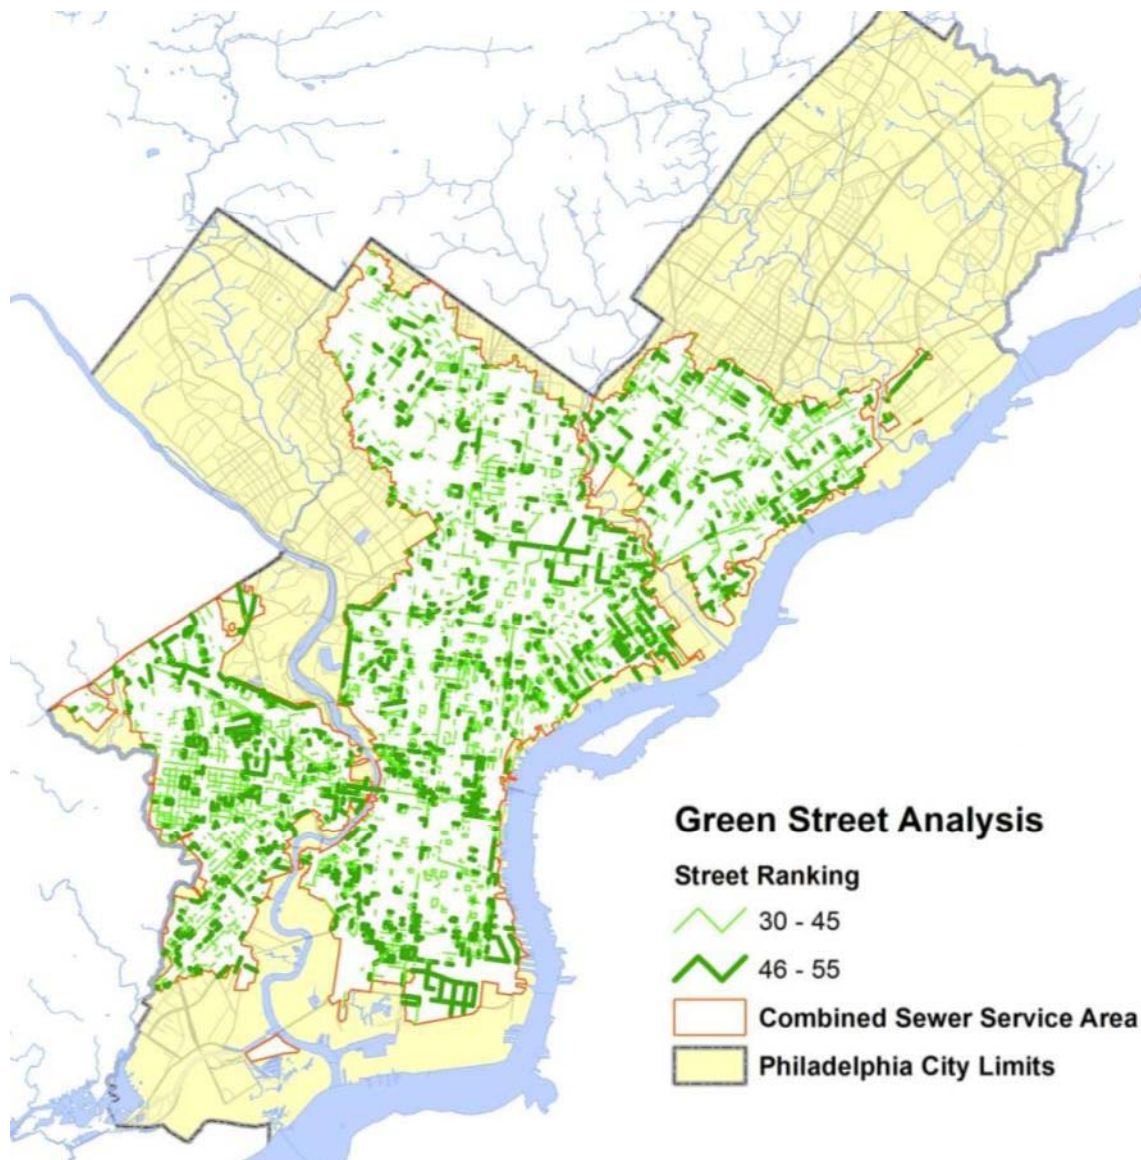 Green Street Analysis
Street Ranking
30 - 45
46 - 55
Combined Sewer Service Area
Philadelphia City Limits